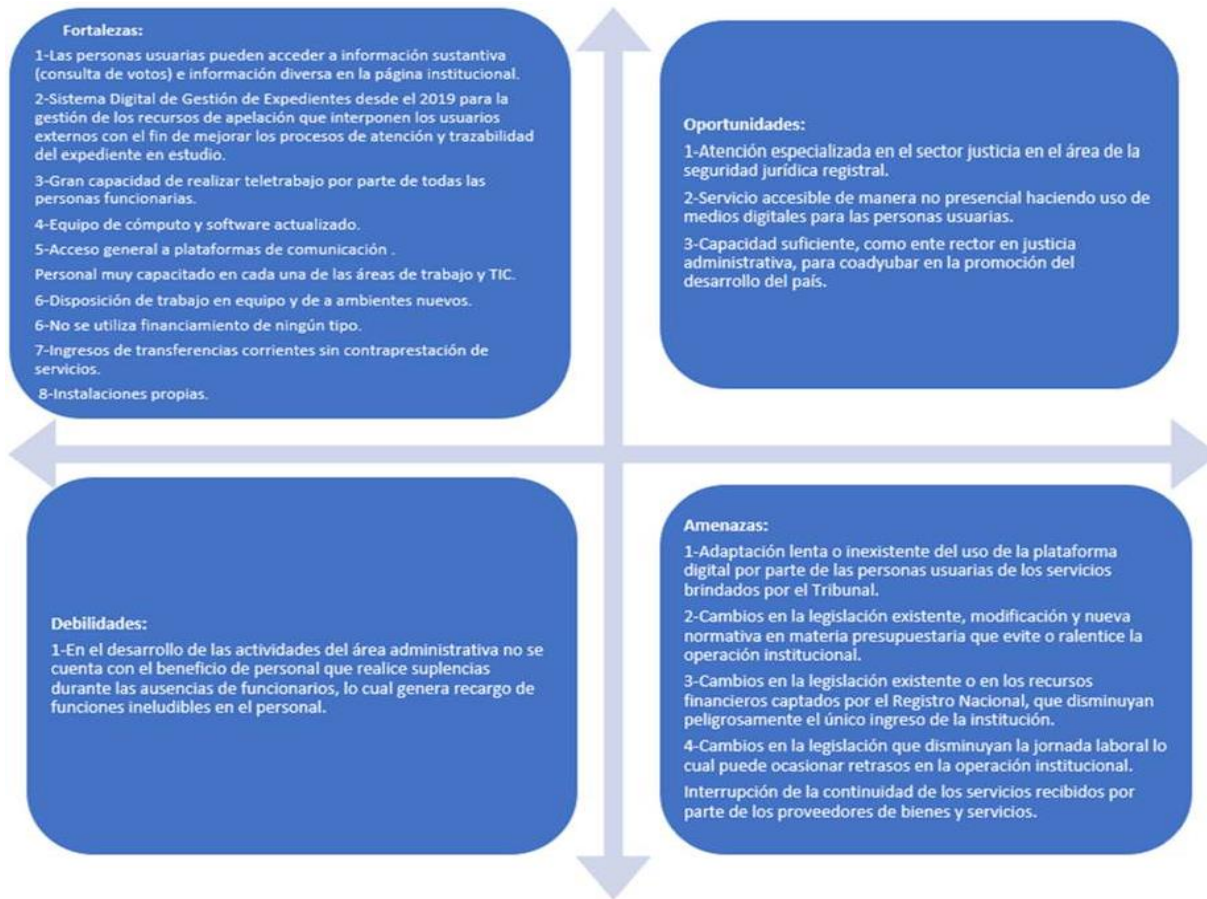 Fortalezas:
1-Las personas usuarias pueden acceder a información sustantiva
(consulta de votos) e información diversa en la página institucional.
2-Sistema Digital de Gestión de Expedientes desde el 2019 para la
gestión de los recursos de apelación que interponen los usuarios
externos con el fin de mejorar los procesos de atención y trazabilidad
del expediente en estudio.
3-Gran capacidad de realizar teletrabajo por parte de todas las
personas funcionarias.
4-Equipo de cómputo y software actualizado.
5-Acceso general a plataformas de comunicación .
Personal muy capacitado en cada una de las áreas de trabajo y TIC.
6-Disposición de trabajo en equipo y de a ambientes nuevos.
6-No se utiliza financiamiento de ningún tipo.
7-Ingresos de transferencias corrientes sin contraprestación de
servicios.
8-Instalaciones propias.
Oportunidades:
1-Atención especializada en el sector justicia en el área de la
seguridad jurídica registral.
2-Servicio accesible de manera no presencial haciendo uso de
medios digitales para las personas usuarias.
3-Capacidad suficiente, como ente rector en justicia
administrativa, para coadyubar en la promoción del
desarrollo del país.
Debilidades:
1-En el desarrollo de las actividades del área administrativa no se
cuenta con el beneficio de personal que realice suplencias
durante las ausencias de funcionarios, lo cual genera recargo de
funciones ineludibles en el personal.
Amenazas:
1-Adaptación lenta o inexistente del uso de la plataforma
digital por parte de las personas usuarias de los servicios
brindados por el Tribunal.
2-Cambios en la legislación existente, modificación y nueva
normativa en materia presupuestaria que evite o ralentice la
operación institucional.
3-Cambios en la legislación existente o en los recursos
financieros captados por el Registro Nacional, que disminuyan
peligrosamente el único ingreso de la institución.
4-Cambios en la legislación que disminuyan la jornada laboral lo
cual puede ocasionar retrasos en la operación institucional.
Interrupción de la continuidad de los servicios recibidos por
parte de los proveedores de bienes y servicios.